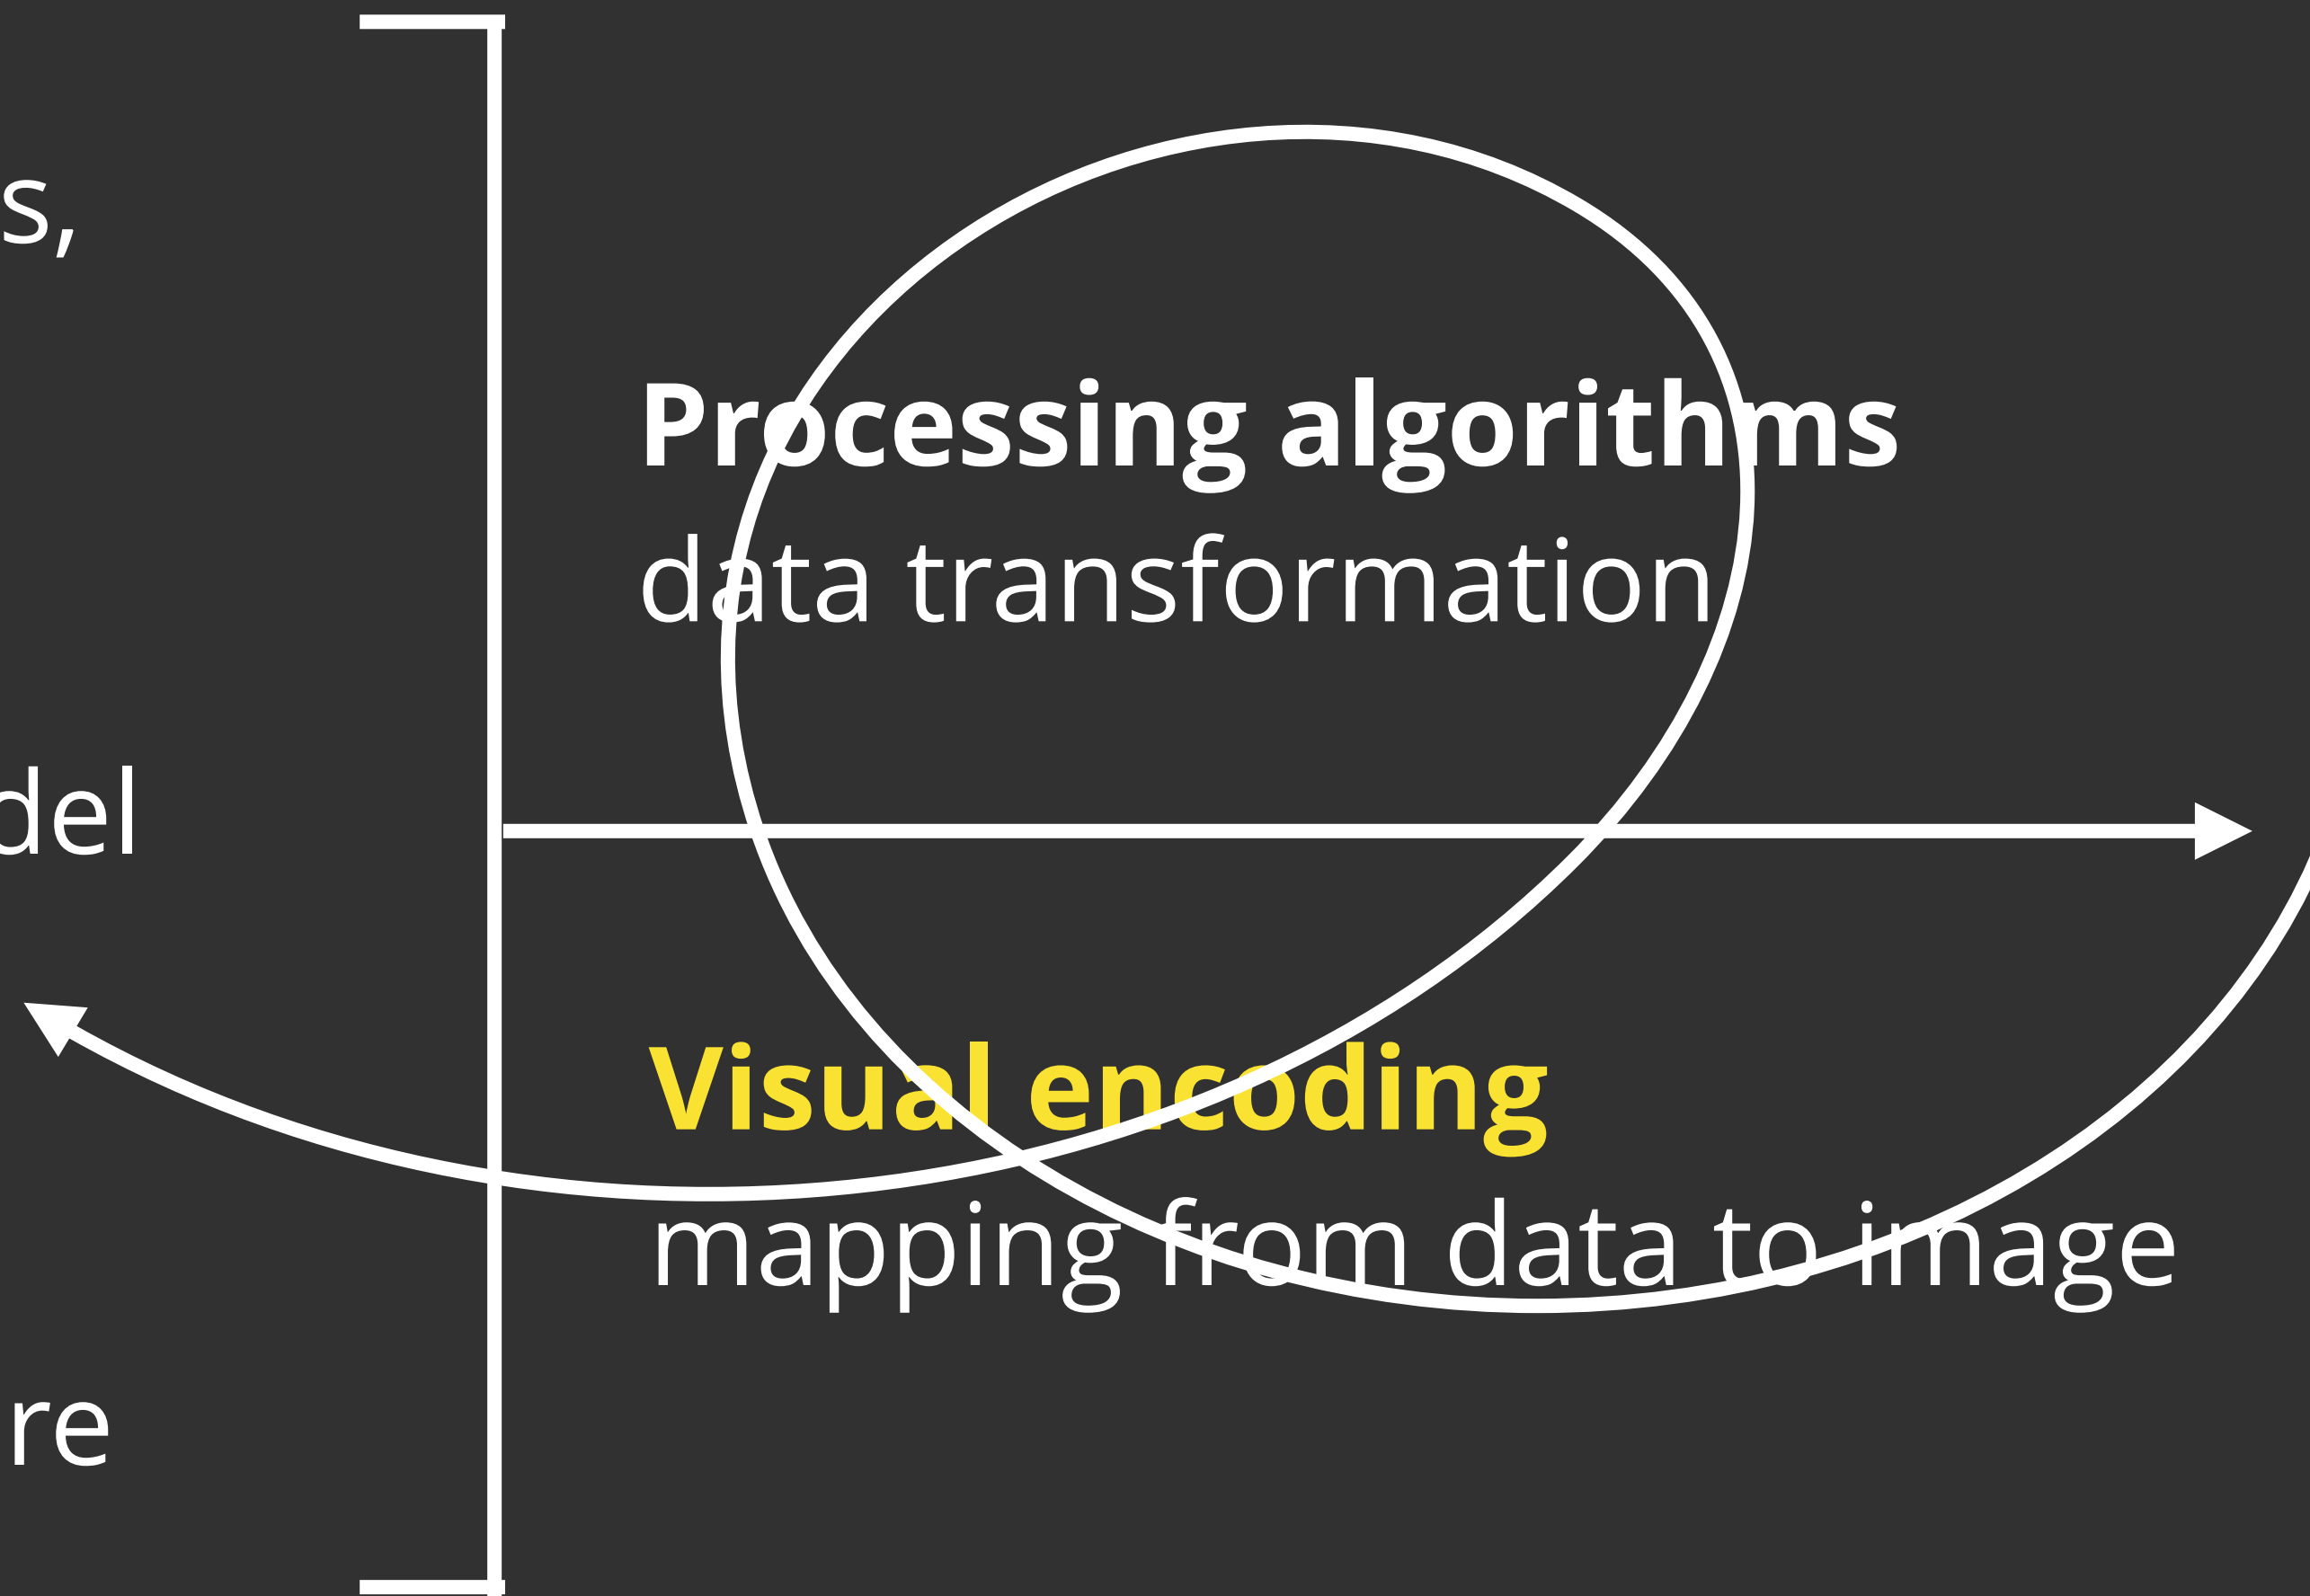 s,
del
re
Processing algorithms
data transformation
Visual encoding
mapping from data to image